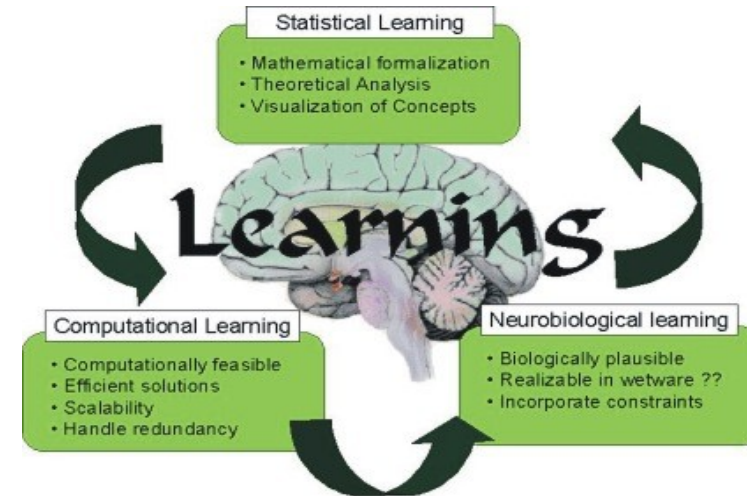 Statistical Learning
• Mathematical formalization
• Theoretical Analysis
• Visualization of Concepts
Learning
Computational Learning
• Computationally feasible
• Efficient solutions
• Scalability
• Handle redundancy
Neurobiological learning
• Biologically plausible
• Realizable in wetware ??
• Incorporate constraints